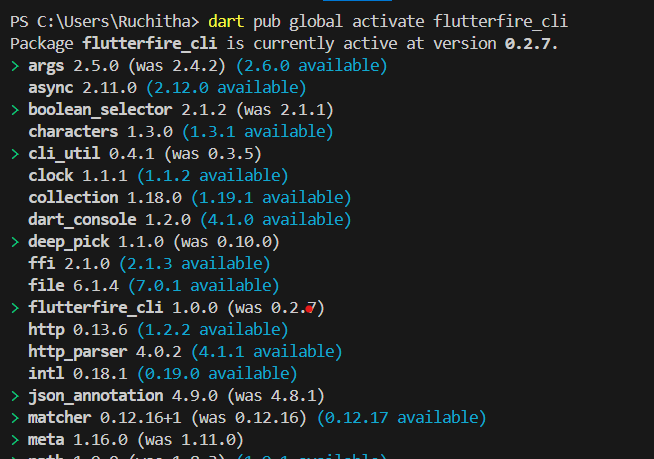 PS C:\Users\Ruchitha> dart pub global activate flutterfire_cli
Package flutterfire_cli is currently active at version 0.2.7.
> args 2.5.0 (was 2.4.2) (2.6.0 available)
async 2.11.0 (2.12.0 available)
> boolean_selector 2.1.2 (was 2.1.1)
characters 1.3.0 (1.3.1 available)
> cli_util 0.4.1 (was 0.3.5)
clock 1.1.1 (1.1.2 available)
collection 1.18.0 (1.19.1 available)
dart_console 1.2.0 (4.1.0 available)
> deep_pick 1.1.0 (was 0.10.0)
ffi 2.1.0 (2.1.3 available)
file 6.1.4 (7.0.1 available)
> flutterfire_cli 1.0.0 (was 0.2.7)
http 0.13.6 (1.2.2 available)
http_parser 4.0.2 (4.1.1 available)
intl 0.18.1 (0.19.0 available)
> json_annotation 4.9.0 (was 4.8.1)
> matcher 0.12.16+1 (was 0.12.16) (0.12.17 available)
> meta 1.16.0 (was 1.11.0)